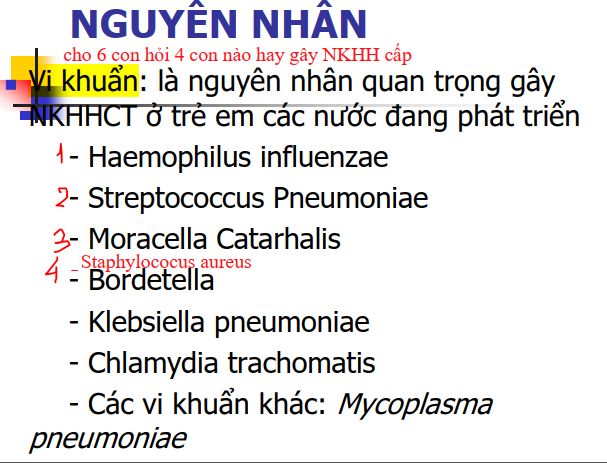 NGUYÊN NHÂN
cho 6 con hỏi 4 con nào hay gây NKHH cấp
Vi khuẩn: là nguyên nhân quan trọng gây
NKHHCT ở trẻ em các nước đang phát triển
1 - Haemophilus influenzae
2 - Streptococcus Pneumoniae
3 - Moracella Catarhalis
4 - Staphylococus aureus
- Bordetella
- Klebsiella pneumoniae
- Chlamydia trachomatis
- Các vi khuẩn khác: Mycoplasma
pneumoniae